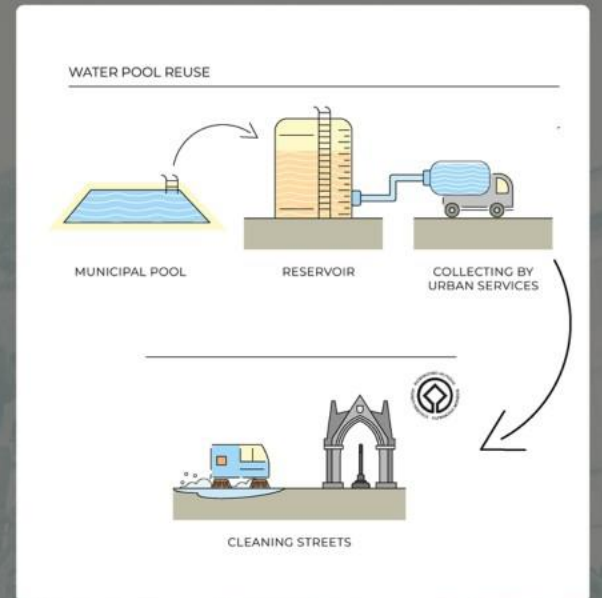 WATER POOL REUSE
MUNICIPAL POOL
RESERVOIR
COLLECTING BY
URBAN SERVICES
CLEANING STREETS